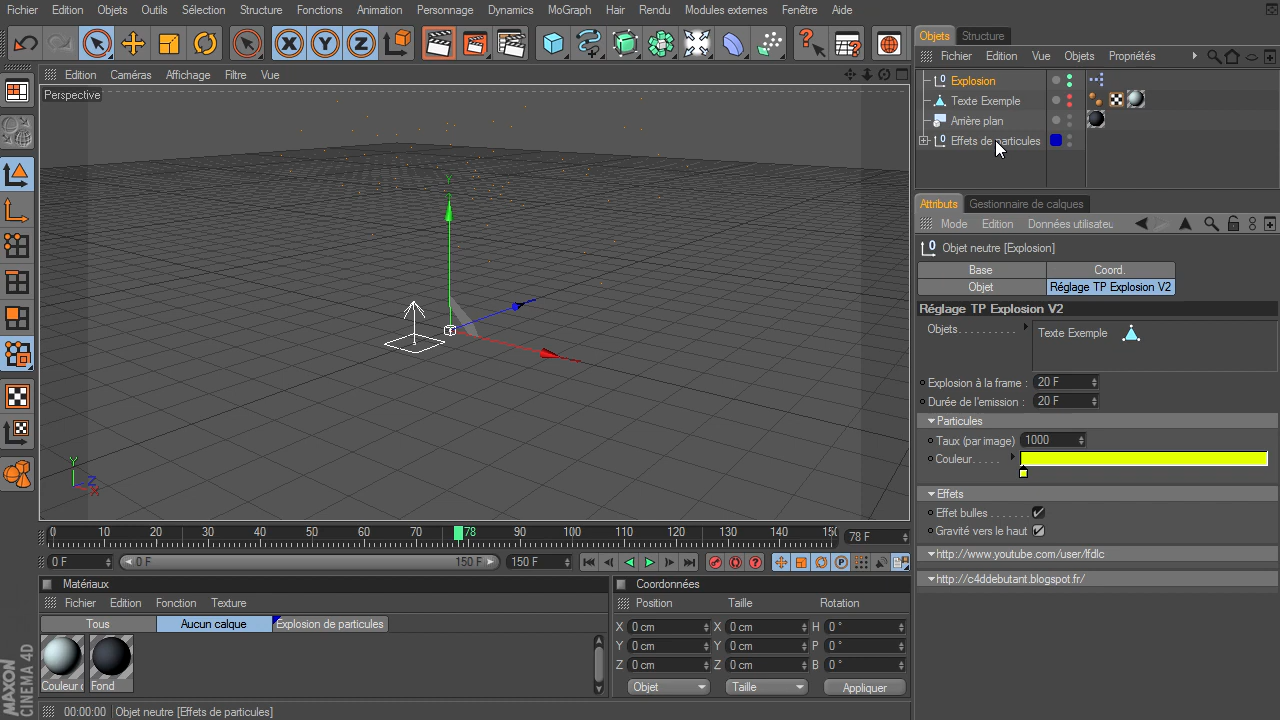 Fichier Edition Objets Outils Sélection Structure Fonctions Animation Personnage Dynamics MoGraph Hair Rendu Modules externes Fenêtre Aide
Objets Structure
Fichier Edition Vue Objets Propriétés
Explosion
Texte Exemple
Arrière plan
Effets de particules
Edition Caméras Affichage Filtre Vue
Perspective
Y
Y
Z
X
Attributs Gestionnaire de calques
Mode Edition Données utilisateu
Objet neutre [Explosion]
Base Coord.
Objet Réglage TP Explosion V2
Réglage TP Explosion V2
Objets. . . . . . . . . . Texte Exemple
Explosion à la frame : 20 F
Durée de l'emission : 20 F
Particules
Taux (par image) 1000
Couleur. . . . .
Effets
Effet bulles . . . . . . .
Gravité vers le haut
http://www.youtube.com/user/lfdlc
http://c4ddebutant.blogspot.fr/
0 10 20 30 40 50 60 70 78 90 100 110 120 130 140 15( 78 F
0 F 0 F 150 F 150 F
Matériaux
Fichier Edition Fonction Texture
Tous Aucun calque Explosion de particules
Couleur c Fond
Coordonnées
Position Taille Rotation
X 0 cm X 0 cm H 0 °
Y 0 cm Y 0 cm P 0 °
Z 0 cm Z 0 cm B 0 °
Objet Taille Appliquer
MAXON
CINEMA 4D
00:00:00 Objet neutre [Effets de particules]